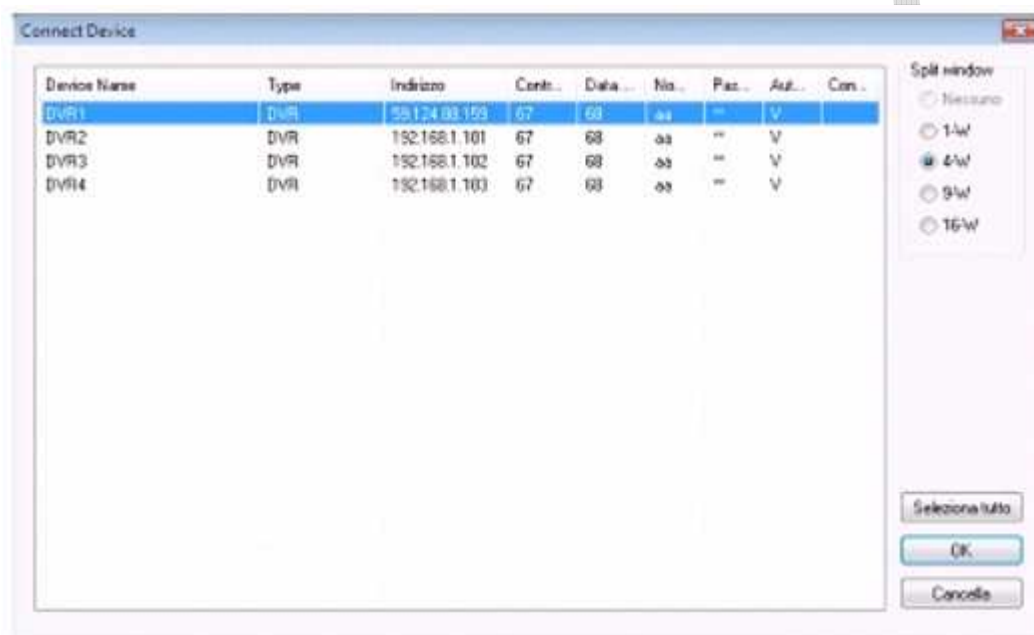 Connect Device
Device Name Type Indirizzo Contr... Data ... No... Pas... Aut... Con...
DVR1 DVR 59.124.88.159 67 68 aa ** V
DVR2 DVR 192.168.1.101 67 68 aa ** V
DVR3 DVR 192.168.1.102 67 68 aa ** V
DVR4 DVR 192.168.1.103 67 68 aa ** V
Split window
Nessuno
1-W
4-W
9-W
16-W
Seleziona tutto
OK
Cancella